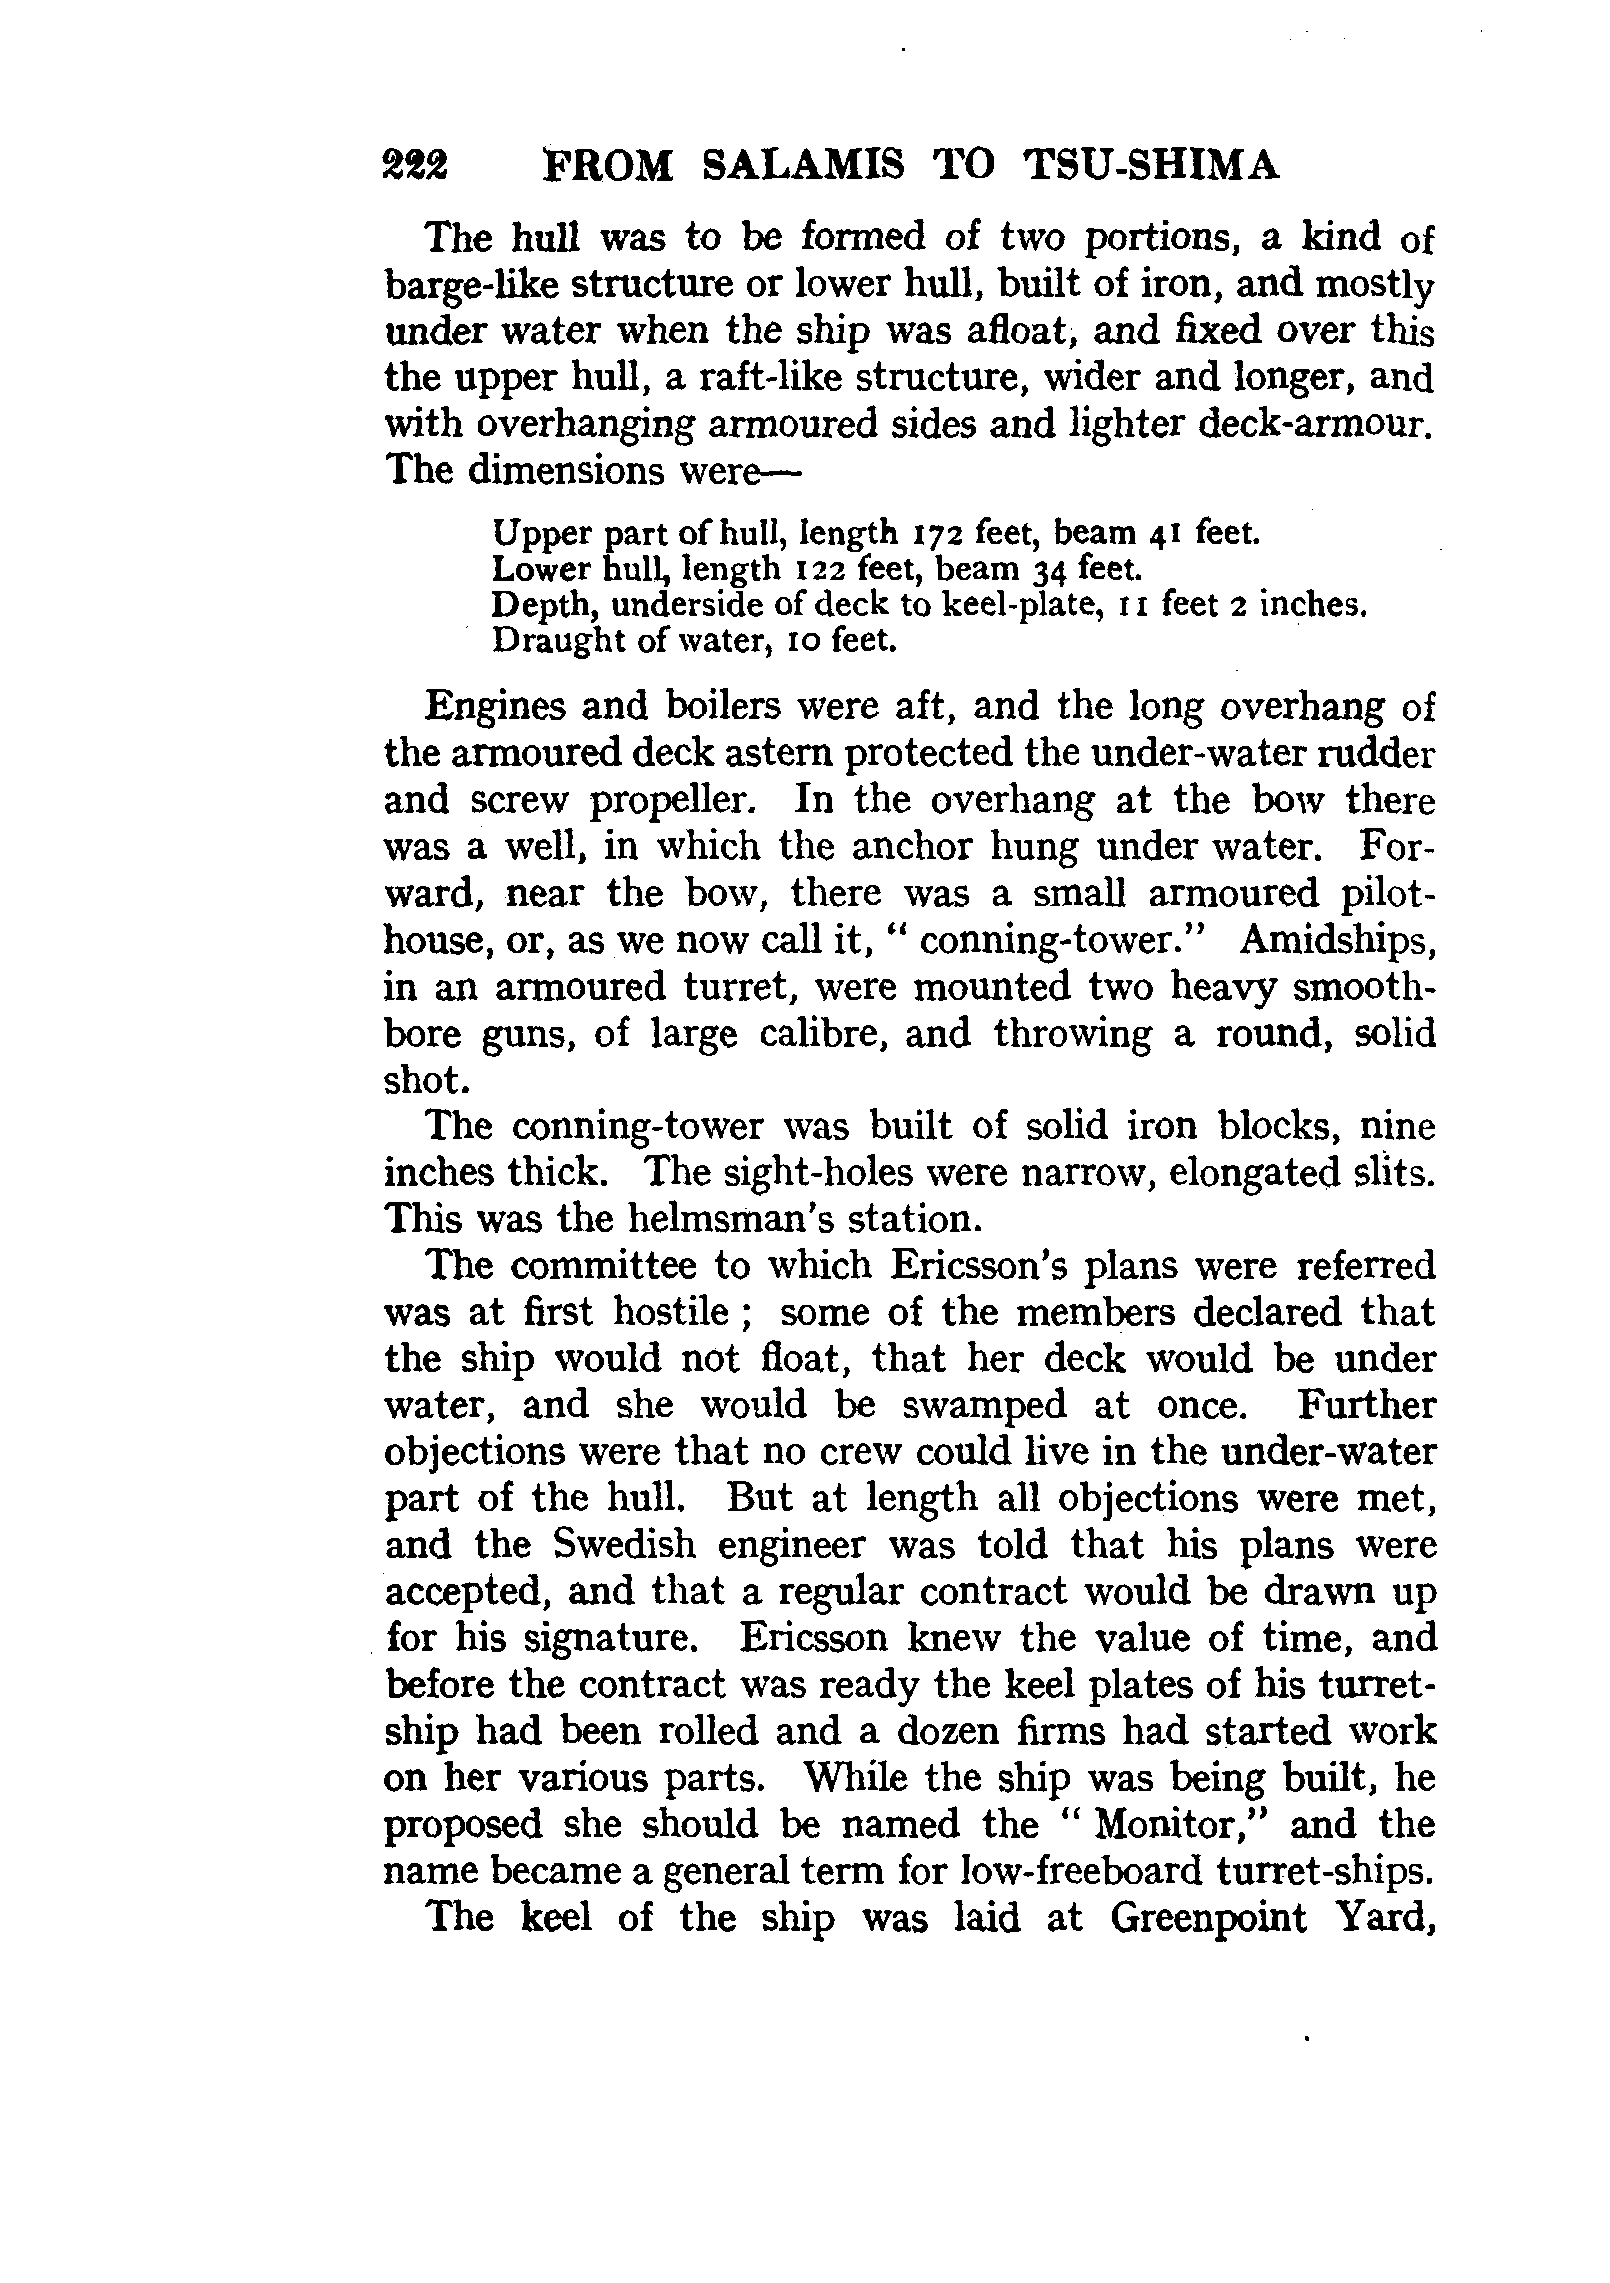 222 FROM SALAMIS TO TSU-SHIMA
The hull was to be formed of two portions, a kind of
barge-like structure or lower hull, built of iron, and mostly
under water when the ship was afloat, and fixed over this
the upper hull, a raft-like structure, wider and longer, and
with overhanging armoured sides and lighter deck-armour.
The dimensions were—
Upper part of hull, length 172 feet, beam 41 feet.
Lower hull, length 122 feet, beam 34 feet.
Depth, underside of deck to keel-plate, 11 feet 2 inches.
Draught of water, 10 feet.
Engines and boilers were aft, and the long overhang of
the armoured deck astern protected the under-water rudder
and screw propeller. In the overhang at the bow there
was a well, in which the anchor hung under water. For-
ward, near the bow, there was a small armoured pilot-
house, or, as we now call it, “ conning-tower.” Amidships,
in an armoured turret, were mounted two heavy smooth-
bore guns, of large calibre, and throwing a round, solid
shot.
The conning-tower was built of solid iron blocks, nine
inches thick. The sight-holes were narrow, elongated slits.
This was the helmsman's station.
The committee to which Ericsson's plans were referred
was at first hostile ; some of the members declared that
the ship would not float, that her deck would be under
water, and she would be swamped at once. Further
objections were that no crew could live in the under-water
part of the hull. But at length all objections were met,
and the Swedish engineer was told that his plans were
accepted, and that a regular contract would be drawn up
for his signature. Ericsson knew the value of time, and
before the contract was ready the keel plates of his turret-
ship had been rolled and a dozen firms had started work
on her various parts. While the ship was being built, he
proposed she should be named the “ Monitor,” and the
name became a general term for low-freeboard turret-ships.
The keel of the ship was laid at Greenpoint Yard,